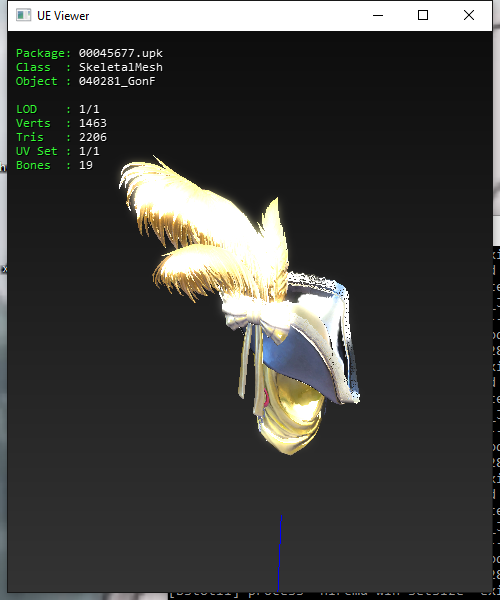 UE Viewer
Package: 00045677.upk
Class : SkeletalMesh
Object : 040281_GonF
LOD : 1/1
Verts : 1463
Tris : 2206
UV Set : 1/1
Bones : 19